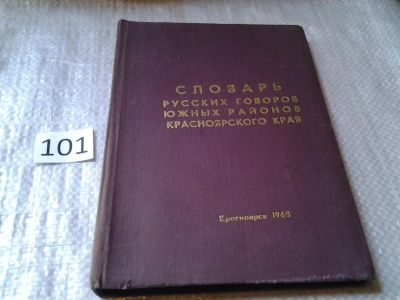 СЛОВАРЬ
РУССКИХ ГОВОРОВ
ЮЖНЫХ РАЙОНОВ
КРАСНОЯРСКОГО КРАЯ
101
Красноярск 1968